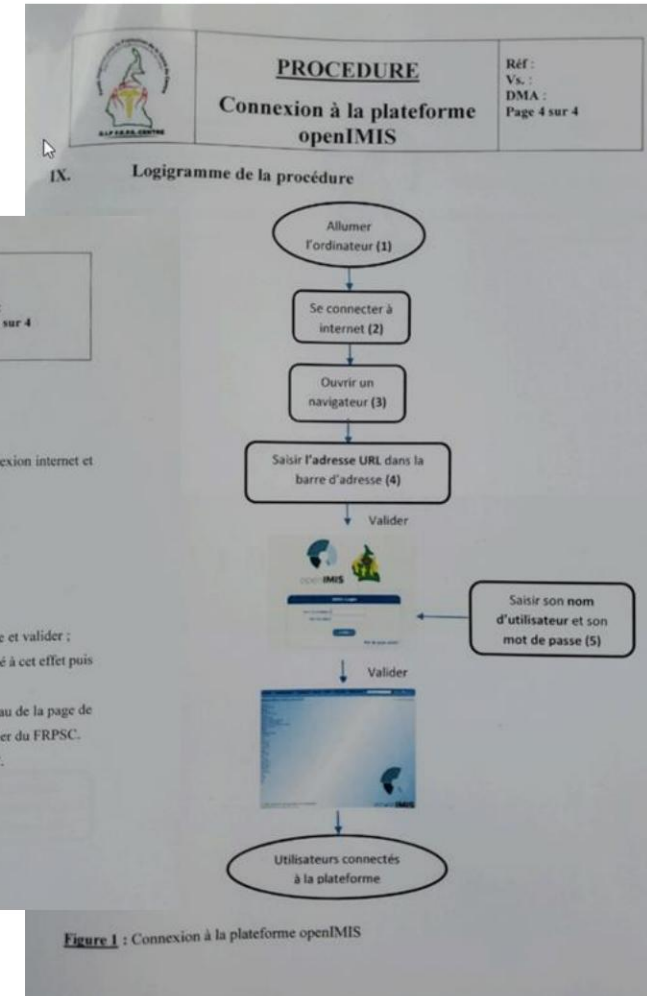 PROCEDURE
Connexion à la plateforme
openIMIS
Réf :
Vs. :
DMA :
Page 4 sur 4
G.I.P F.R.P.S. CENTRE
IX. Logigramme de la procédure
Allumer
l'ordinateur (1)
Se connecter à
internet (2)
Ouvrir un
navigateur (3)
Saisir l'adresse URL dans la
barre d'adresse (4)
Valider
openIMIS
Saisir son nom
d'utilisateur et son
mot de passe (5)
Valider
openIMIS
Utilisateurs connectés
à la plateforme
Figure 1 : Connexion à la plateforme openIMIS
sur 4
exion internet et
e et valider ;
é à cet effet puis
au de la page de
er du FRPSC.